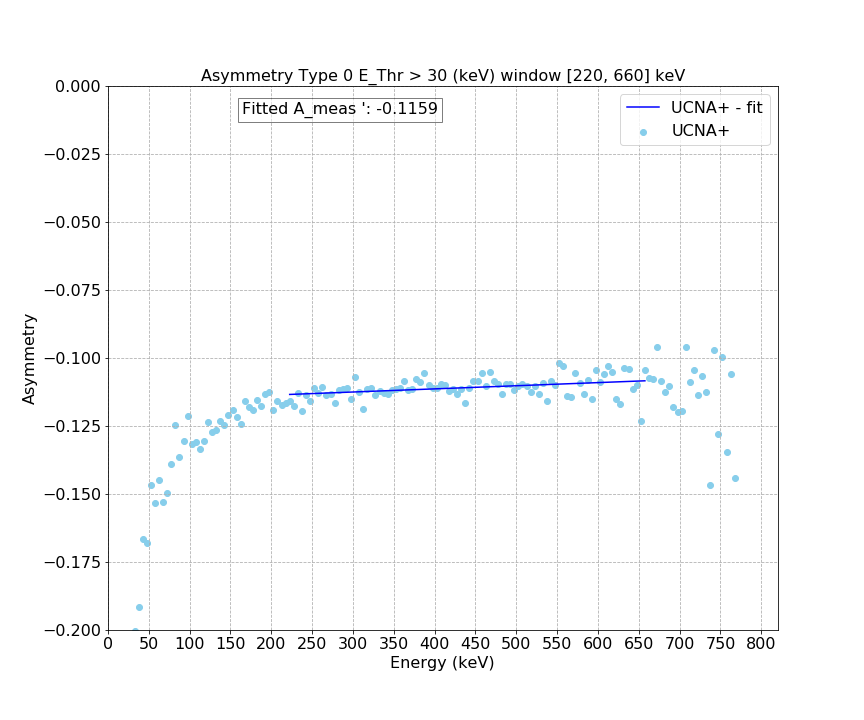 Asymmetry Type 0 E_Thr > 30 (keV) window [220, 660] keV
Fitted A_meas ': -0.1159
UCNA+ - fit
UCNA+
0.000
−0.025
−0.050
−0.075
−0.100
−0.125
−0.150
−0.175
−0.200
Asymmetry
0 50 100 150 200 250 300 350 400 450 500 550 600 650 700 750 800
Energy (keV)